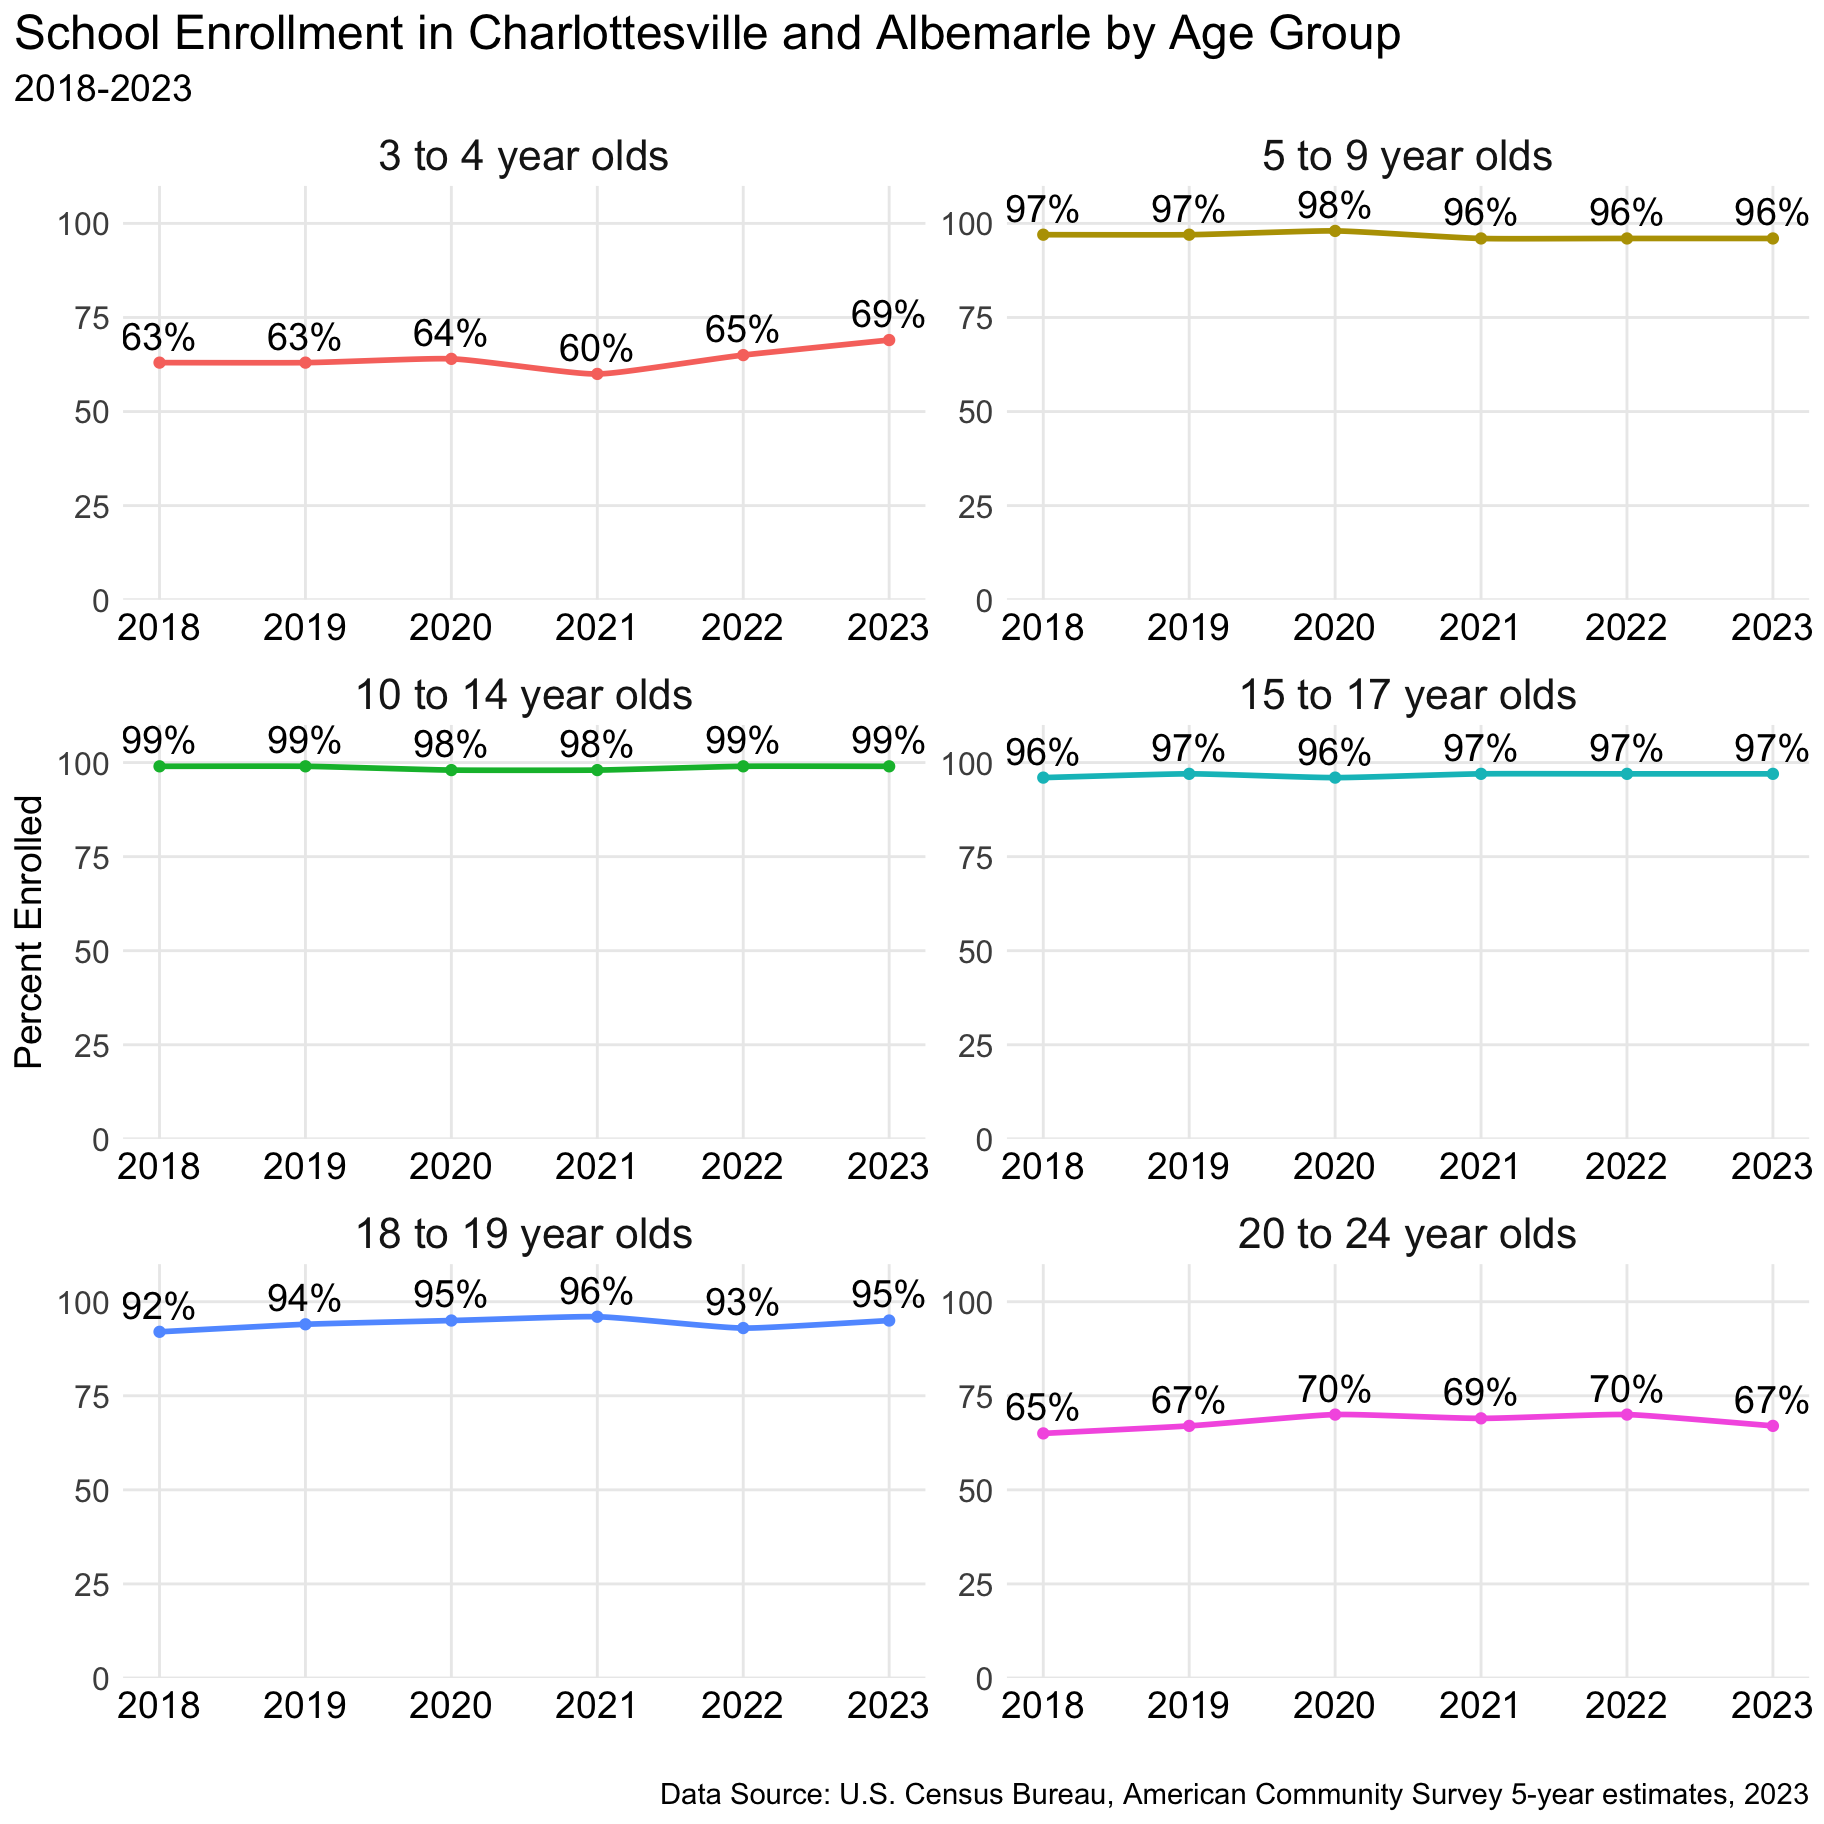 School Enrollment in Charlottesville and Albemarle by Age Group
2018-2023
3 to 4 year olds
100
75
50
25
0
63% 63% 64% 60% 65% 69%
2018 2019 2020 2021 2022 2023
5 to 9 year olds
100
75
50
25
0
97% 97% 98% 96% 96% 96%
2018 2019 2020 2021 2022 2023
Percent Enrolled
10 to 14 year olds
100
75
50
25
0
99% 99% 98% 98% 99% 99%
2018 2019 2020 2021 2022 2023
15 to 17 year olds
100
75
50
25
0
96% 97% 96% 97% 97% 97%
2018 2019 2020 2021 2022 2023
18 to 19 year olds
100
75
50
25
0
92% 94% 95% 96% 93% 95%
2018 2019 2020 2021 2022 2023
20 to 24 year olds
100
75
50
25
0
65% 67% 70% 69% 70% 67%
2018 2019 2020 2021 2022 2023
Data Source: U.S. Census Bureau, American Community Survey 5-year estimates, 2023